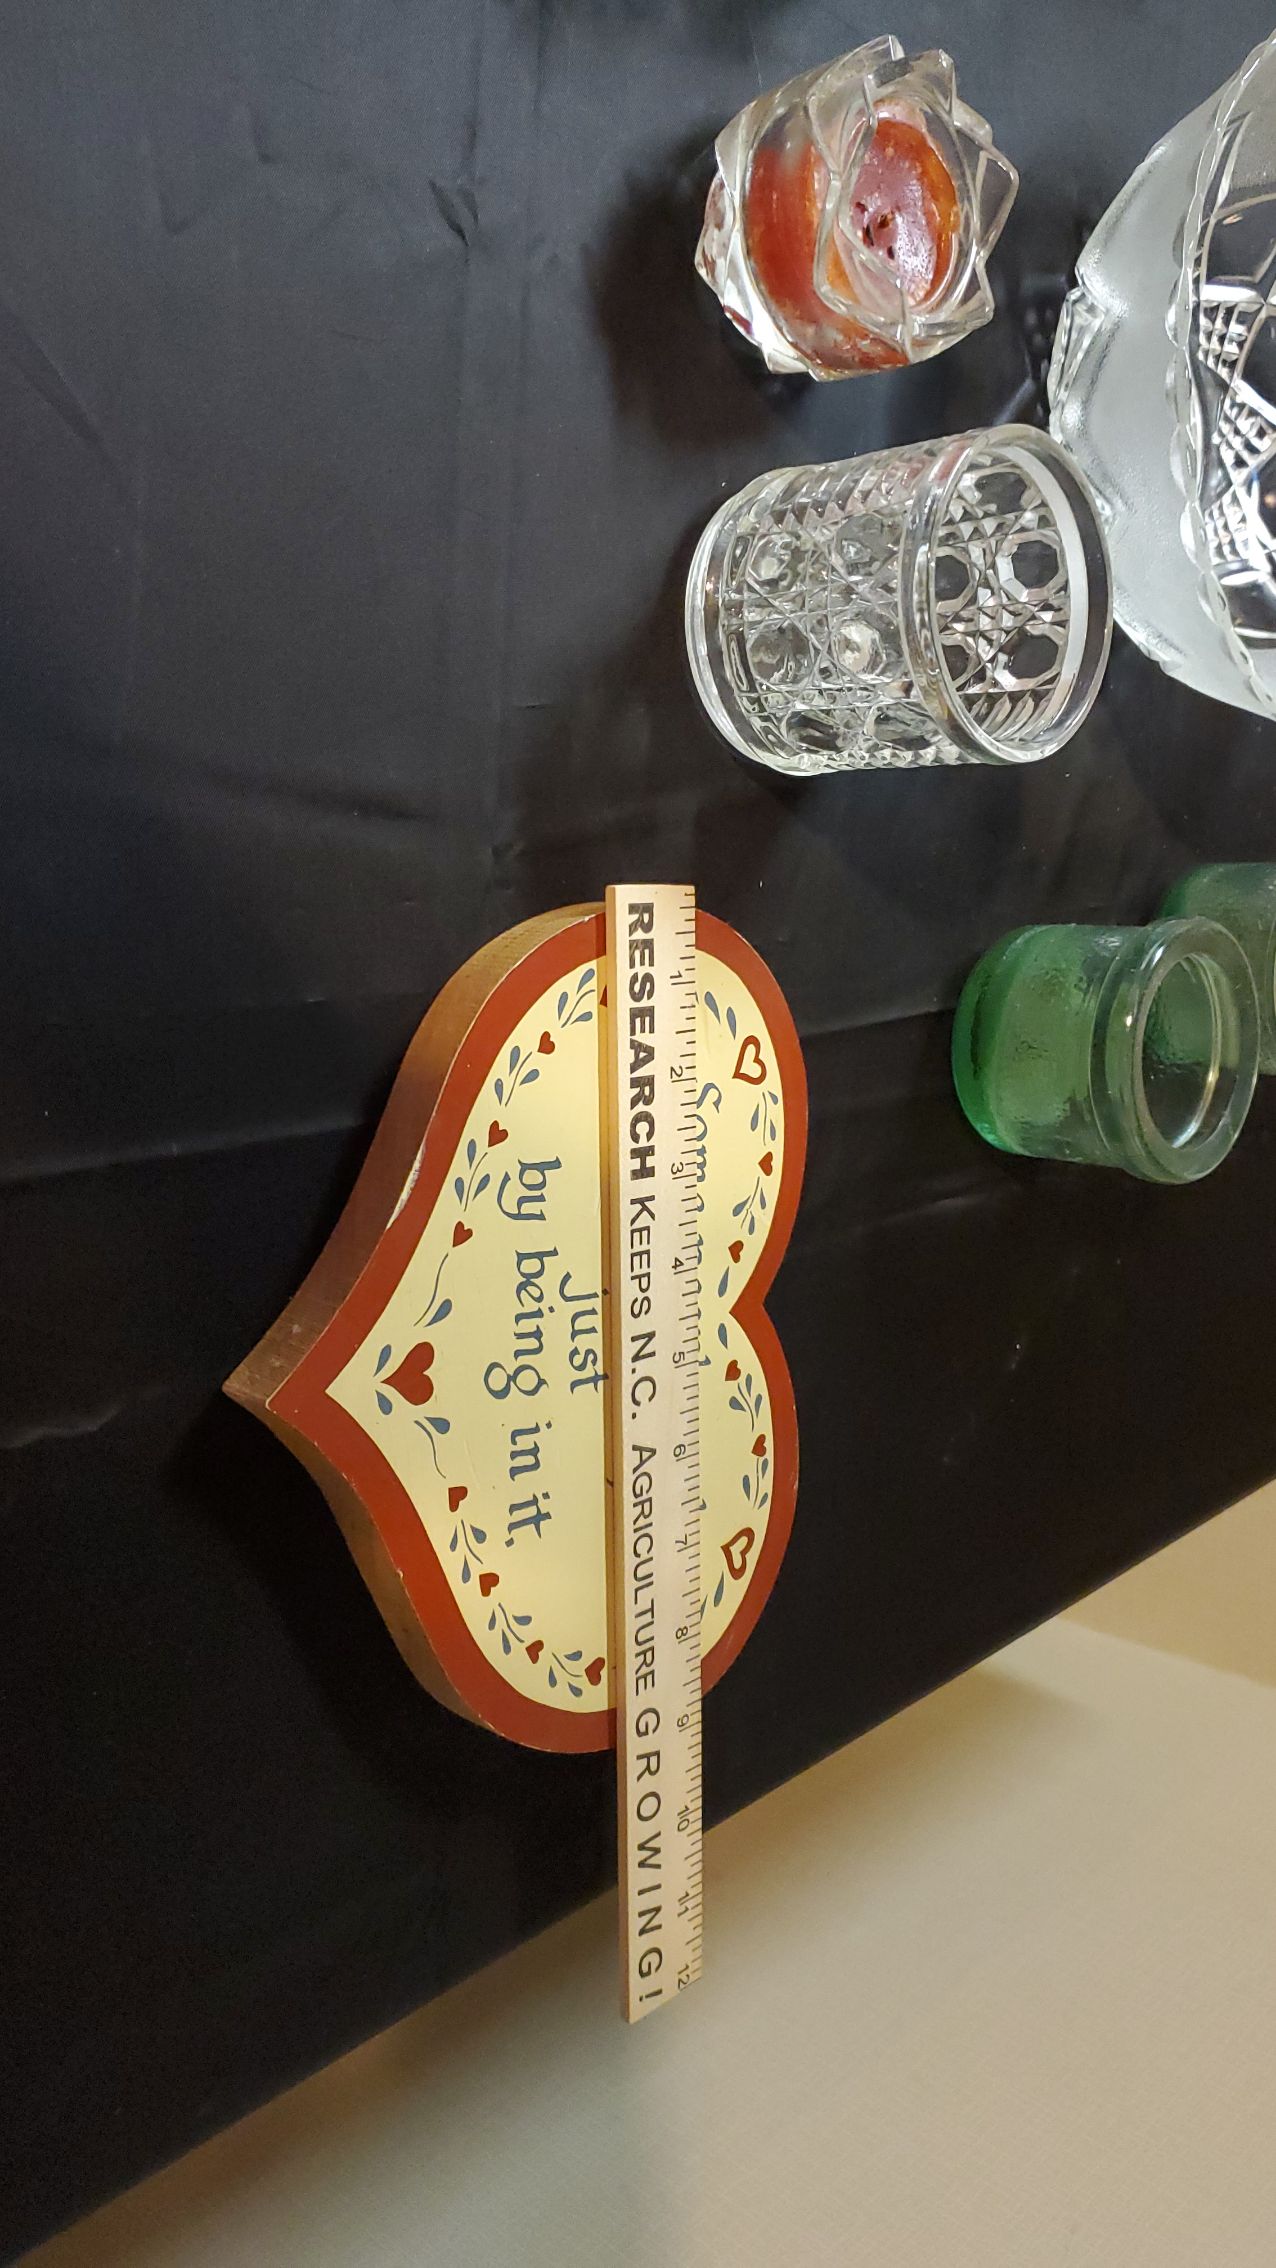 RESEARCH KEEPS N.C. AGRICULTURE GROWING!
1 2 3 4 5 6 7 8 9 10 11 12
just
by being in it.